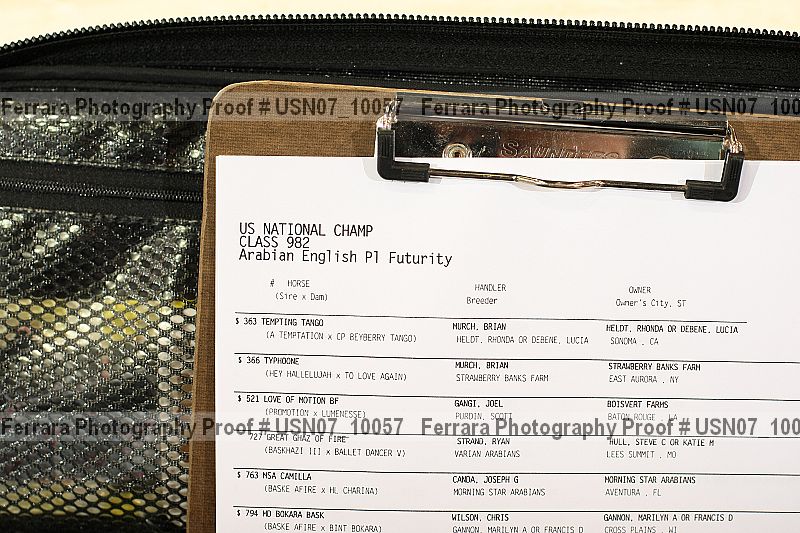 Ferrara Photography Proof # USN07_10057 Ferrara Photography Proof # USN07_100
SAUNDERS
US NATIONAL CHAMP
CLASS 982
Arabian English Pl Futurity
# HORSE HANDLER OWNER
(Sire x Dam) Breeder Owner's City, ST
$ 363 TEMPTING TANGO MURCH, BRIAN HELDT, RHONDA OR DEBENE, LUCIA
(A TEMPTATION x CP BEYBERRY TANGO) HELDT, RHONDA OR DEBENE, LUCIA SONOMA , CA
$ 366 TYPHOONE MURCH, BRIAN STRAWBERRY BANKS FARM
(HEY HALLELUJAH x TO LOVE AGAIN) STRAWBERRY BANKS FARM EAST AURORA , NY
$ 521 LOVE OF MOTION BF GANGI, JOEL BOISVERT FARMS
(PROMOTION x LUMENESSE) PURDIN, SCOTT BATON ROUGE , LA
Ferrara Photography Proof # USN07_10057 Ferrara Photography Proof # USN07_100
727 GREAT GHAZ OF FIRE STRAND, RYAN HULL, STEVE C OR KATIE M
(BASKHAZI III x BALLET DANCER V) VARIAN ARABIANS LEES SUMMIT , MO
$ 763 MSA CAMILLA CANDA, JOSEPH G MORNING STAR ARABIANS
(BASKE AFIRE x HL CHARINA) MORNING STAR ARABIANS AVENTURA , FL
$ 794 HD BOKARA BASK WILSON, CHRIS GANNON, MARILYN A OR FRANCIS D
(BASKE AFIRE x BINT BOKARA) GANNON, MARILYN A OR FRANCIS D CROSS PLAINS , WI